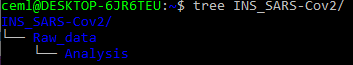 ceml@DESKTOP-6JR6TEU:~$ tree INS_SARS-Cov2/
INS_SARS-Cov2/
└── Raw_data
    └── Analysis